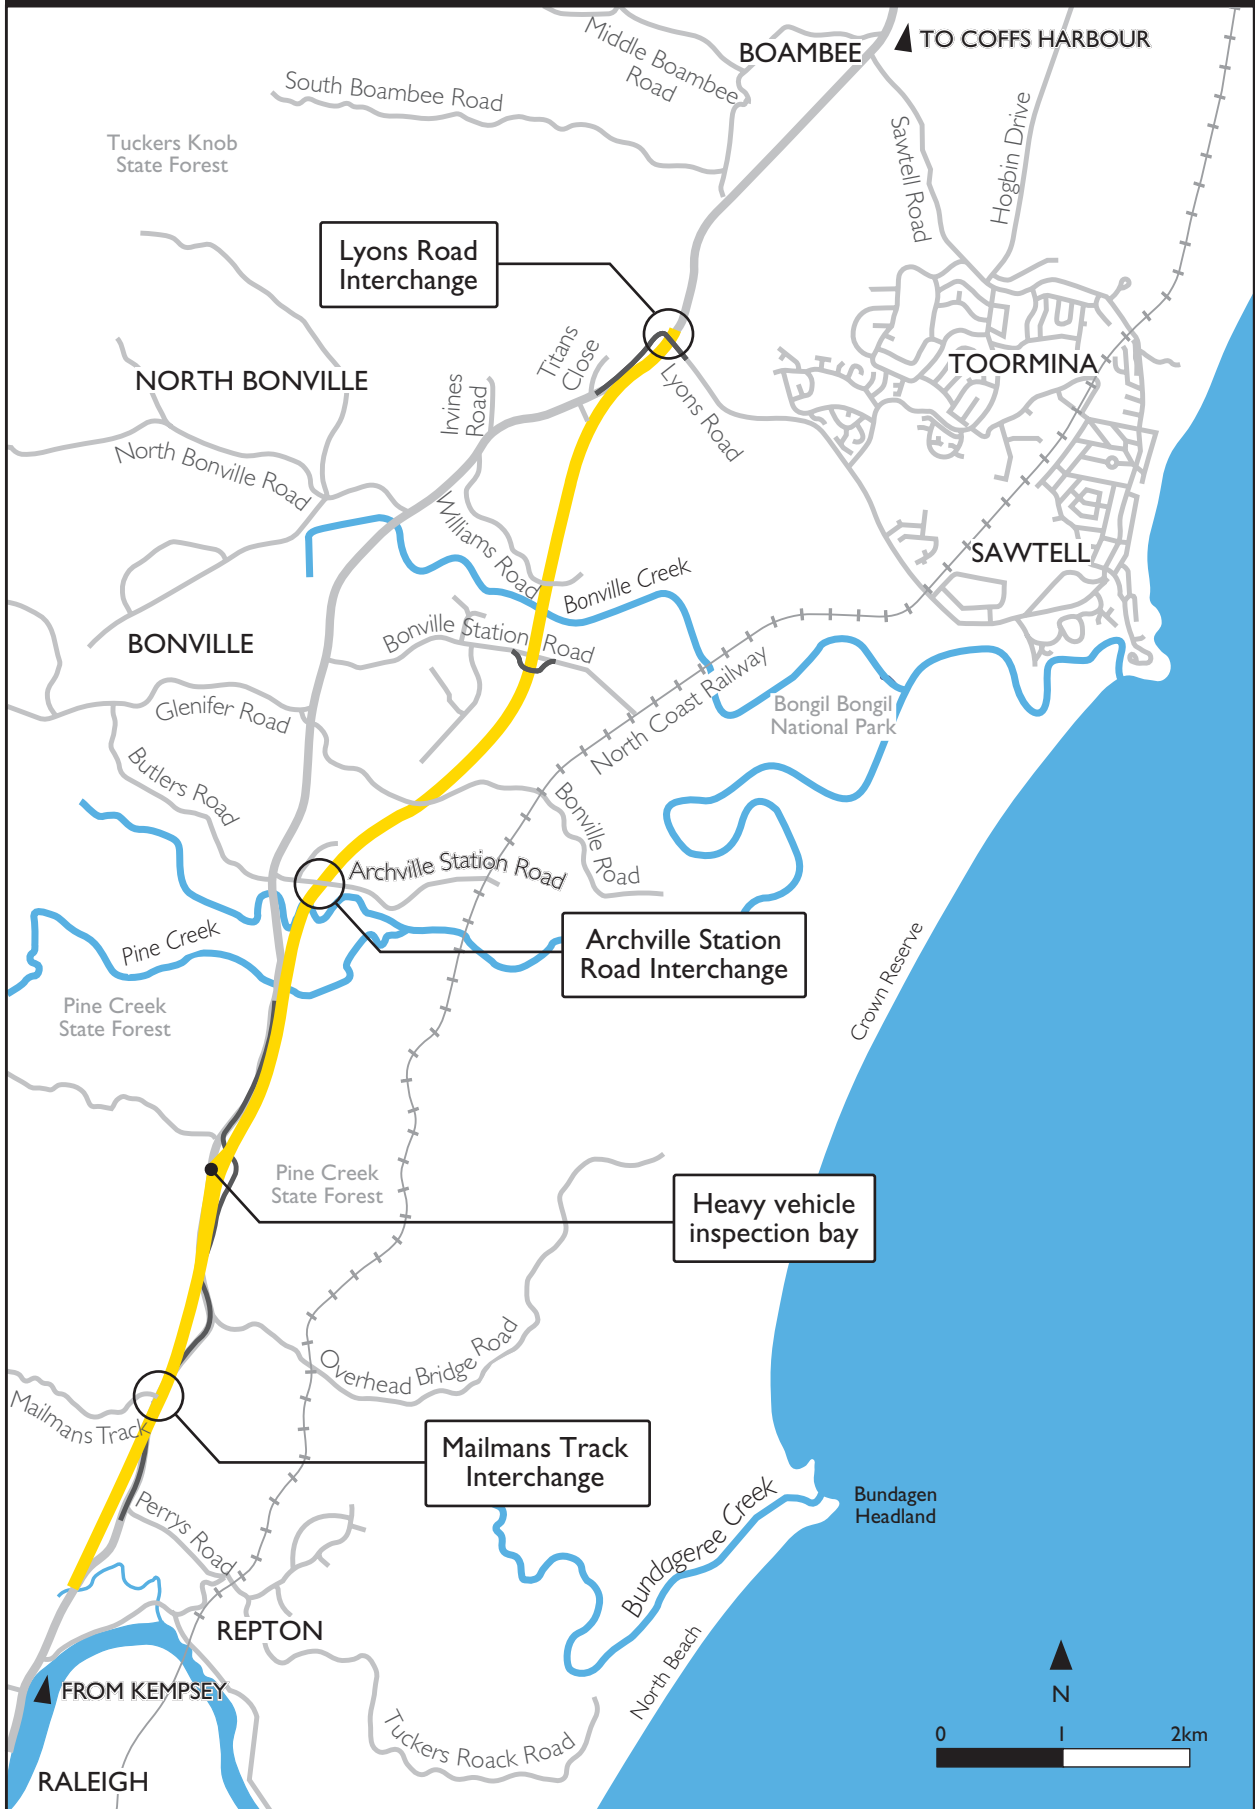 Middle Boambee
Road
BOAMBEE
TO COFFS HARBOUR
South Boambee Road
Tuckers Knob
State Forest
Sawtell Road
Hogbin Drive
Lyons Road
Interchange
Titans
Close
NORTH BONVILLE
Irvines
Road
Lyons Road
TOORMINA
North Bonville Road
Williams Road
SAWTELL
Bonville Creek
BONVILLE
Bonville Station Road
North Coast Railway
Bongil Bongil
National Park
Glenifer Road
Butlers Road
Bonville Road
Archville Station Road
Pine Creek
Archville Station
Road Interchange
Crown Reserve
Pine Creek
State Forest
Pine Creek
State Forest
Heavy vehicle
inspection bay
Overhead Bridge Road
Mailmans Track
Mailmans Track
Interchange
Perrys Road
Bundageree Creek
Bundagen
Headland
REPTON
North Beach
FROM KEMPSEY
N
Tuckers Roack Road
0 1 2km
RALEIGH